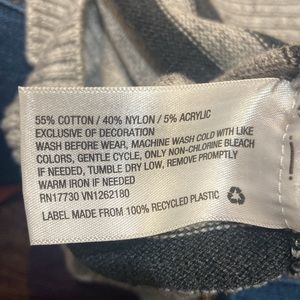 55% COTTON / 40% NYLON / 5% ACRYLIC
EXCLUSIVE OF DECORATION
WASH BEFORE WEAR, MACHINE WASH COLD WITH LIKE
COLORS, GENTLE CYCLE, ONLY NON-CHLORINE BLEACH
IF NEEDED, TUMBLE DRY LOW, REMOVE PROMPTLY
WARM IRON IF NEEDED
RN17730 VN1262180
LABEL MADE FROM 100% RECYCLED PLASTIC